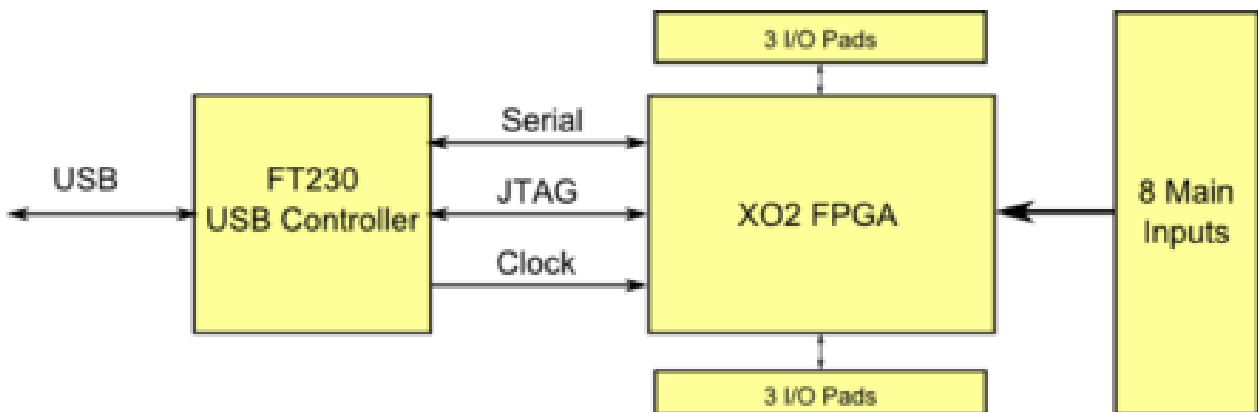 3 I/O Pads
Serial
USB
FT230
USB Controller
JTAG
XO2 FPGA
8 Main
Inputs
Clock
3 I/O Pads